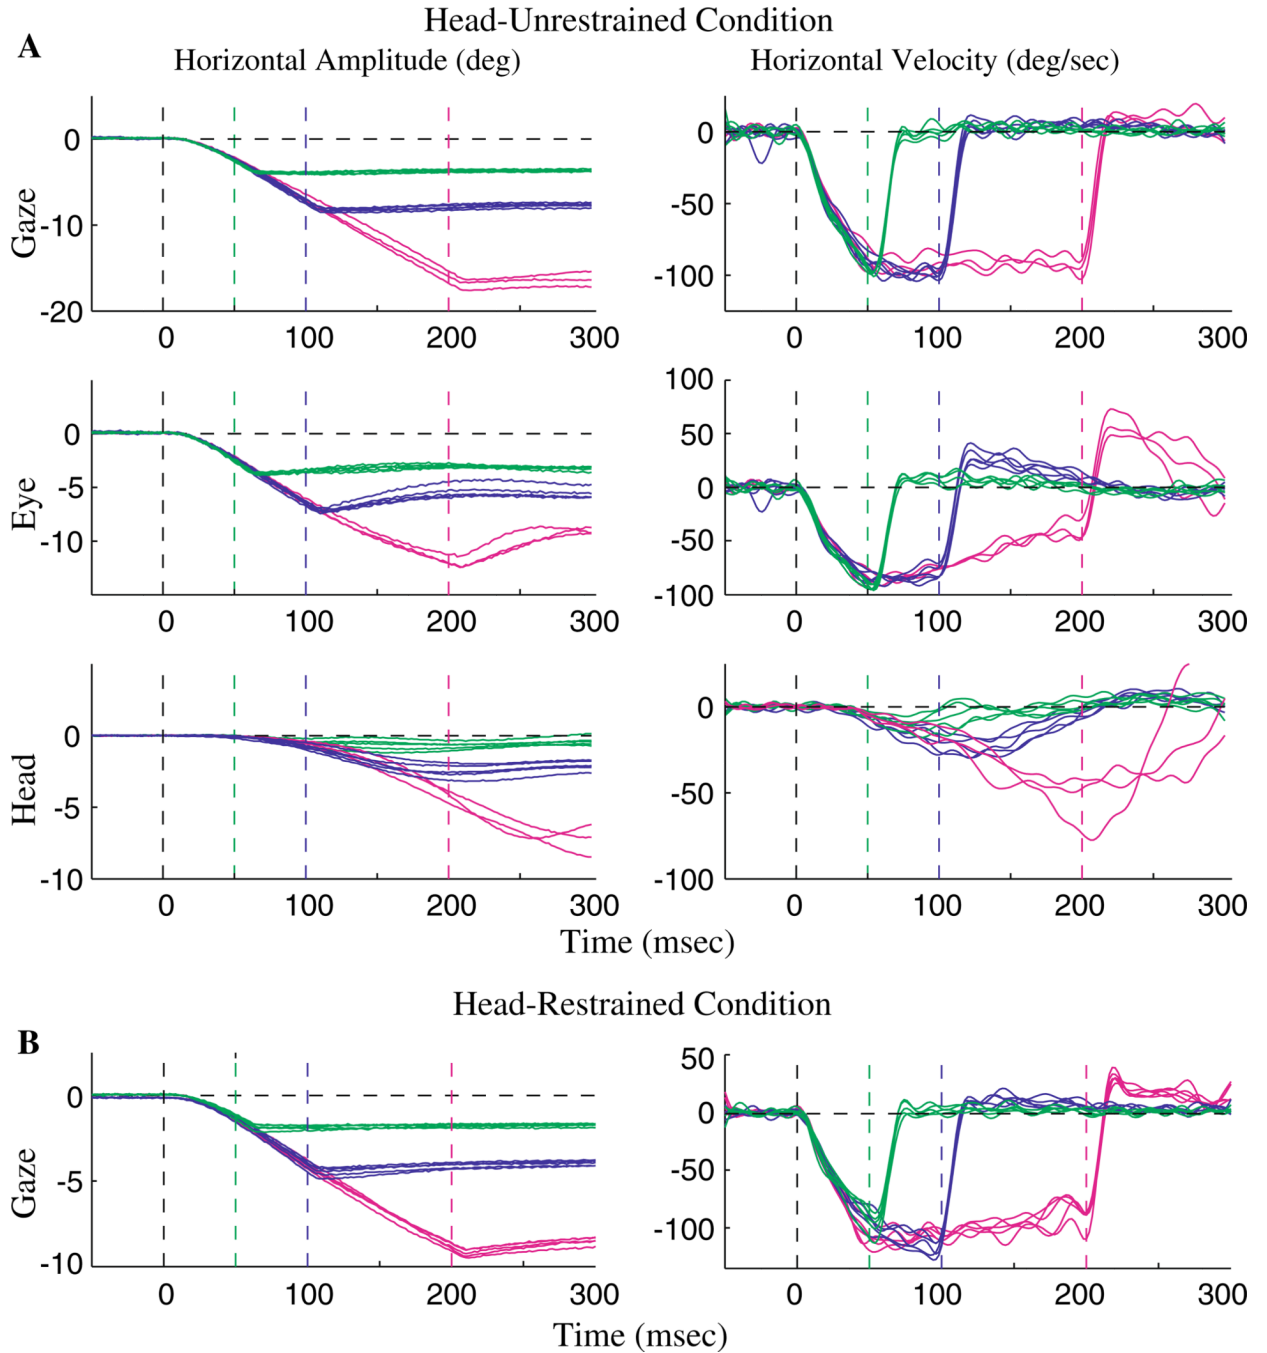 Head-Unrestrained Condition
A
Horizontal Amplitude (deg)
Horizontal Velocity (deg/sec)
Gaze
0
-10
-20
0 100 200 300
0
-50
-100
0 100 200 300
Eye
0
-5
-10
0 100 200 300
100
50
0
-50
-100
0 100 200 300
Head
0
-5
-10
0 100 200 300
0
-50
-100
0 100 200 300
Time (msec)
Head-Restrained Condition
B
Gaze
0
-5
-10
0 100 200 300
50
0
-50
-100
0 100 200 300
Time (msec)